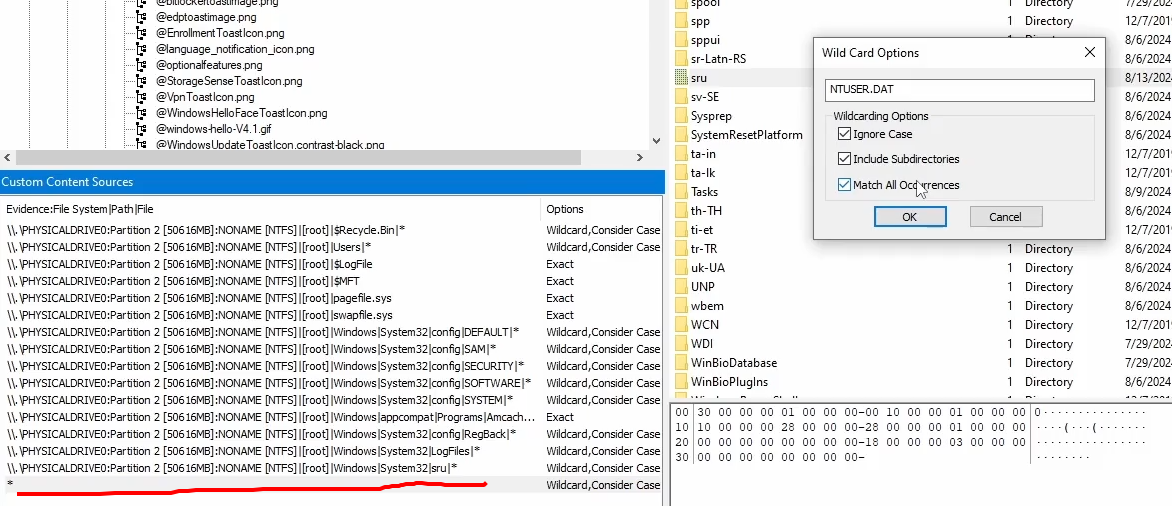 @bitlockertoastimage.png
@edptoastimage.png
@EnrollmentToastIcon.png
@language_notification_icon.png
@optionalfeatures.png
@StorageSenseToastIcon.png
@VpnToastIcon.png
@WindowsHelloFaceToastIcon.png
@windows-hello-V4.1.gif
@WindowsUpdateToastIcon.contrast-black.png
Custom Content Sources
Evidence:File System|Path|File Options
\\.\PHYSICALDRIVE0:Partition 2 [50616MB]:NONAME [NTFS]|[root]|$Recycle.Bin|* Wildcard,Consider Case
\\.\PHYSICALDRIVE0:Partition 2 [50616MB]:NONAME [NTFS]|[root]|Users|* Wildcard,Consider Case
\\.\PHYSICALDRIVE0:Partition 2 [50616MB]:NONAME [NTFS]|[root]|$LogFile Exact
\\.\PHYSICALDRIVE0:Partition 2 [50616MB]:NONAME [NTFS]|[root]|$MFT Exact
\\.\PHYSICALDRIVE0:Partition 2 [50616MB]:NONAME [NTFS]|[root]|pagefile.sys Exact
\\.\PHYSICALDRIVE0:Partition 2 [50616MB]:NONAME [NTFS]|[root]|swapfile.sys Exact
\\.\PHYSICALDRIVE0:Partition 2 [50616MB]:NONAME [NTFS]|[root]|Windows|System32|config|DEFAULT|* Wildcard,Consider Case
\\.\PHYSICALDRIVE0:Partition 2 [50616MB]:NONAME [NTFS]|[root]|Windows|System32|config|SAM|* Wildcard,Consider Case
\\.\PHYSICALDRIVE0:Partition 2 [50616MB]:NONAME [NTFS]|[root]|Windows|System32|config|SECURITY|* Wildcard,Consider Case
\\.\PHYSICALDRIVE0:Partition 2 [50616MB]:NONAME [NTFS]|[root]|Windows|System32|config|SOFTWARE|* Wildcard,Consider Case
\\.\PHYSICALDRIVE0:Partition 2 [50616MB]:NONAME [NTFS]|[root]|Windows|System32|config|SYSTEM|* Wildcard,Consider Case
\\.\PHYSICALDRIVE0:Partition 2 [50616MB]:NONAME [NTFS]|[root]|Windows|appcompat|Programs|Amcach... Exact
\\.\PHYSICALDRIVE0:Partition 2 [50616MB]:NONAME [NTFS]|[root]|Windows|System32|config|RegBack|* Wildcard,Consider Case
\\.\PHYSICALDRIVE0:Partition 2 [50616MB]:NONAME [NTFS]|[root]|Windows|System32|LogFiles|* Wildcard,Consider Case
\\.\PHYSICALDRIVE0:Partition 2 [50616MB]:NONAME [NTFS]|[root]|Windows|System32|sru|* Wildcard,Consider Case
* Wildcard,Consider Case
spool 1 Directory 7/29/2024
spp 1 Directory 12/7/2019
sppui 1 Directory 8/6/2024
sr-Latn-RS 8/6/2024
sru 8/13/2024
sv-SE 8/6/2024
Sysprep 8/6/2024
SystemResetPlatform 8/6/2024
ta-in 12/7/2019
ta-lk 12/7/2019
Tasks 8/9/2024
th-TH 8/6/2024
ti-et 12/7/2019
tr-TR 1 Directory 8/6/2024
uk-UA 1 Directory 8/6/2024
UNP 1 Directory 8/6/2024
wbem 1 Directory 8/6/2024
WCN 1 Directory 12/7/2019
WDI 1 Directory 7/29/2024
WinBioDatabase 1 Directory 7/29/2024
WinBioPlugIns 1 Directory 8/6/2024
Wild Card Options
NTUSER.DAT
Wildcarding Options
Ignore Case
Include Subdirectories
Match All Occurrences
OK Cancel
00 30 00 00 00 01 00 00 00-00 10 00 00 01 00 00 00 0···············
10 10 00 00 00 28 00 00 00-28 00 00 00 01 00 00 00 ····(···(·······
20 00 00 00 00 00 00 00 00-18 00 00 00 03 00 00 00 ················
30 00 00 00 00 00 00 00 00- ········